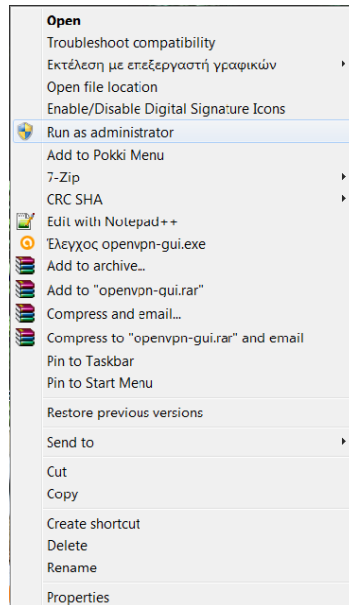 Open
Troubleshoot compatibility
Εκτέλεση με επεξεργαστή γραφικών
Open file location
Enable/Disable Digital Signature Icons
Run as administrator
Add to Pokki Menu
7-Zip
CRC SHA
Edit with Notepad++
Έλεγχος openvpn-gui.exe
Add to archive...
Add to "openvpn-gui.rar"
Compress and email...
Compress to "openvpn-gui.rar" and email
Pin to Taskbar
Pin to Start Menu
Restore previous versions
Send to
Cut
Copy
Create shortcut
Delete
Rename
Properties